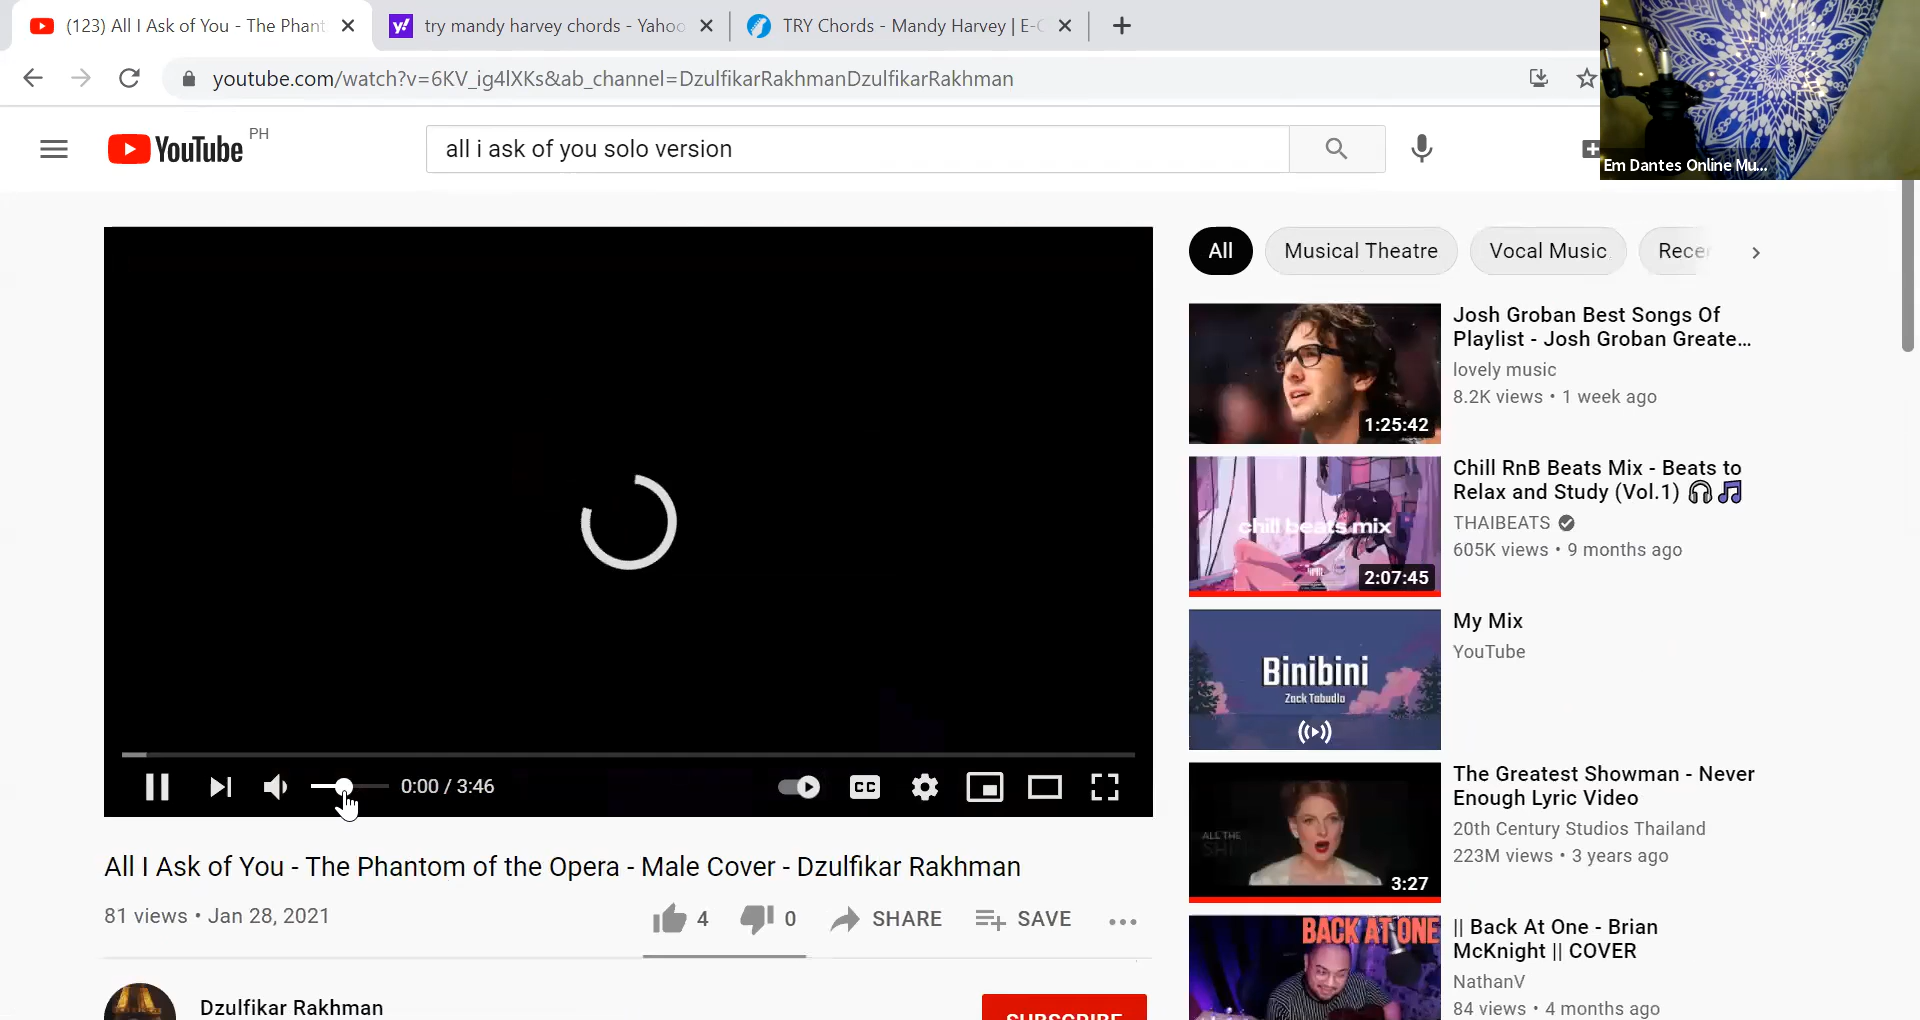 (123) All I Ask of You - The Phant
try mandy harvey chords - Yahoo
TRY Chords - Mandy Harvey | E-C
youtube.com/watch?v=6KV_ig4lXKs&ab_channel=DzulfikarRakhmanDzulfikarRakhman
YouTube PH
all i ask of you solo version
Em Dantes Online Mu...
All
Musical Theatre
Vocal Music
Recen
Josh Groban Best Songs Of
Playlist - Josh Groban Greate...
lovely music
8.2K views • 1 week ago
1:25:42
chill beats mix
2:07:45
Chill RnB Beats Mix - Beats to
Relax and Study (Vol.1) 🎧🎵
THAIBEATS
605K views • 9 months ago
Binibini
Zack Tabudlo
My Mix
YouTube
ALL THE
SH
3:27
The Greatest Showman - Never
Enough Lyric Video
20th Century Studios Thailand
223M views • 3 years ago
BACK AT ONE
|| Back At One - Brian
McKnight || COVER
NathanV
84 views • 4 months ago
0:00 / 3:46
CC
All I Ask of You - The Phantom of the Opera - Male Cover - Dzulfikar Rakhman
81 views • Jan 28, 2021
4
0
SHARE
SAVE
Dzulfikar Rakhman
SUBSCRIBE